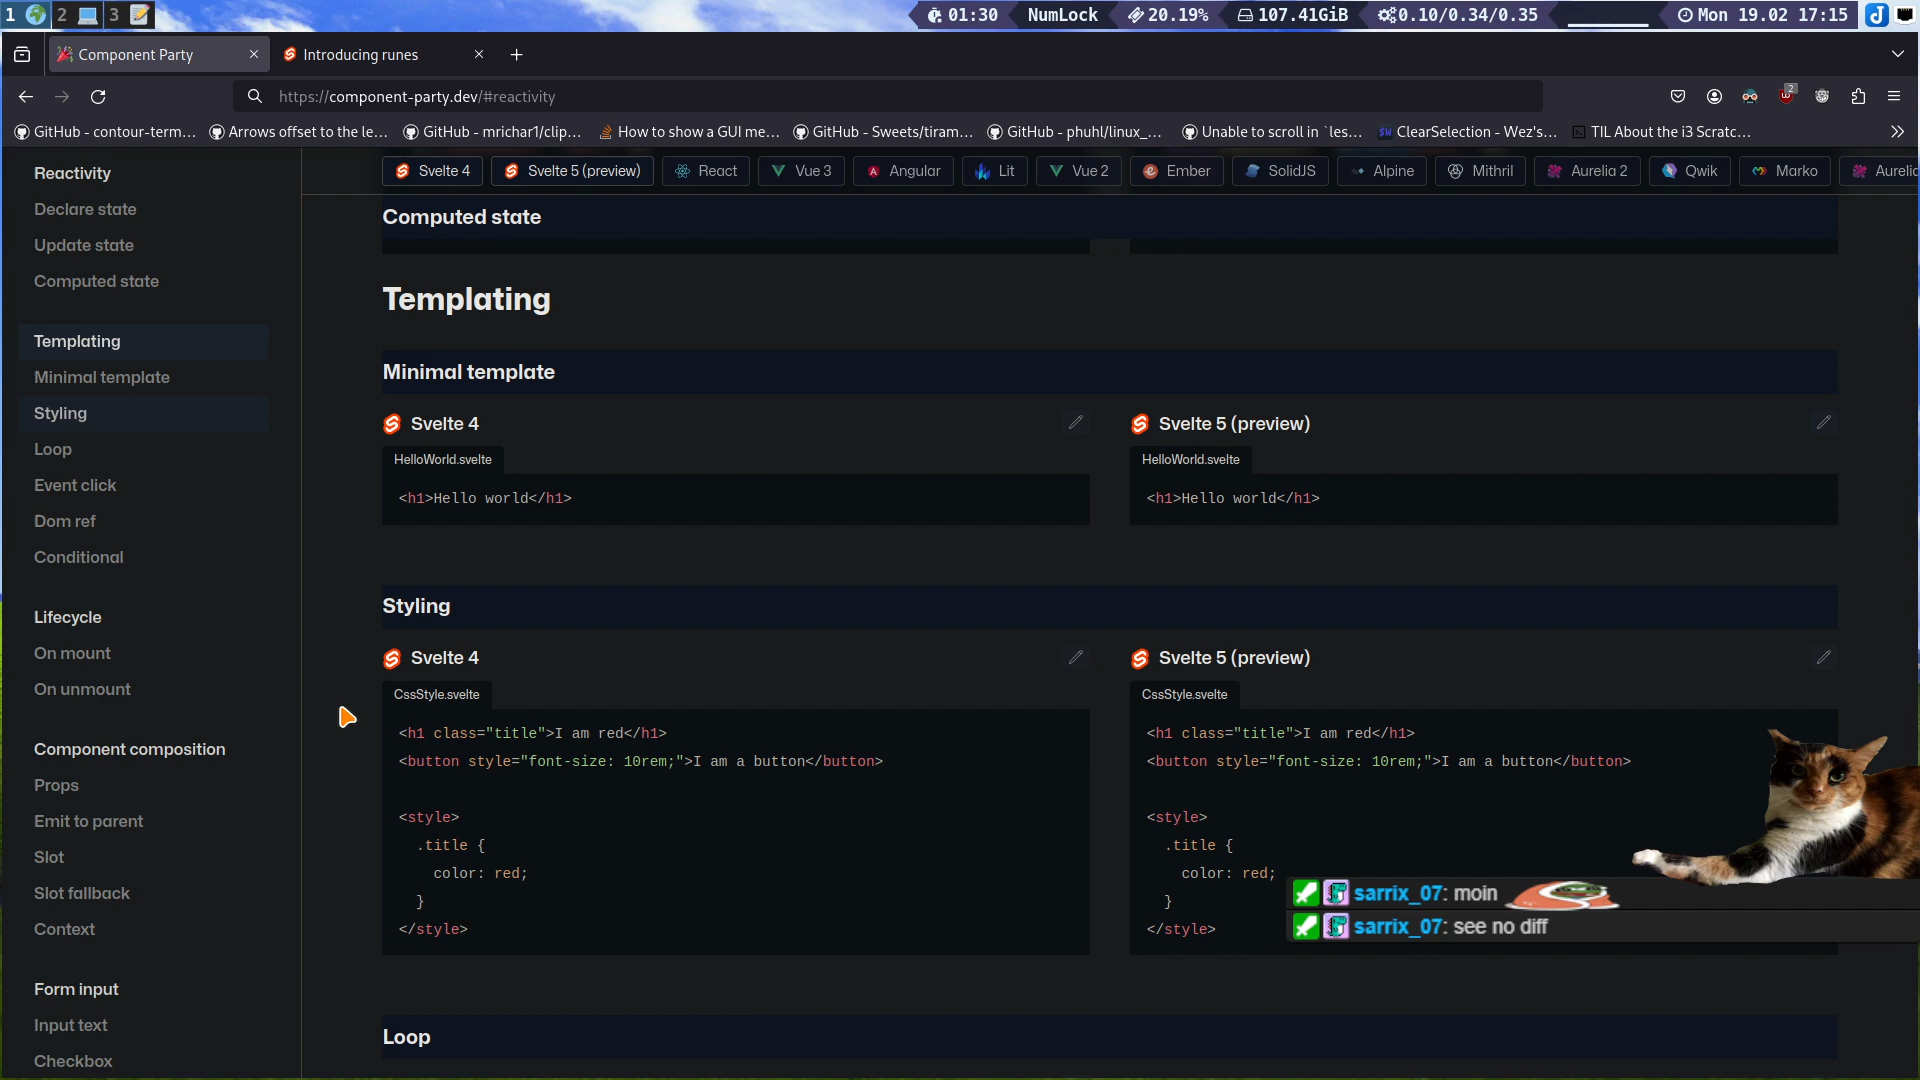 1 2 3 01:30 NumLock 20.19% 107.41GiB 0.10/0.34/0.35 Mon 19.02 17:15
Component Party Introducing runes
https://component-party.dev/#reactivity 2
GitHub - contour-term... Arrows offset to the le... GitHub - mrichar1/clip... How to show a GUI me... GitHub - Sweets/tiram... GitHub - phuhl/linux_... Unable to scroll in `les... ClearSelection - Wez's... TIL About the i3 Scratc...
Svelte 4 Svelte 5 (preview) React Vue 3 Angular Lit Vue 2 Ember SolidJS Alpine Mithril Aurelia 2 Qwik Marko Aurelia
Reactivity
Declare state
Update state
Computed state
Templating
Minimal template
Styling
Loop
Event click
Dom ref
Conditional
Lifecycle
On mount
On unmount
Component composition
Props
Emit to parent
Slot
Slot fallback
Context
Form input
Input text
Checkbox
Computed state
Templating
Minimal template
Svelte 4
HelloWorld.svelte
<h1>Hello world</h1>
Svelte 5 (preview)
HelloWorld.svelte
<h1>Hello world</h1>
Styling
Svelte 4
CssStyle.svelte
<h1 class="title">I am red</h1>
<button style="font-size: 10rem;">I am a button</button>
<style>
.title {
color: red;
}
</style>
Svelte 5 (preview)
CssStyle.svelte
<h1 class="title">I am red</h1>
<button style="font-size: 10rem;">I am a button</button>
<style>
.title {
color: red;
}
</style>
sarrix_07: moin
sarrix_07: see no diff
Loop